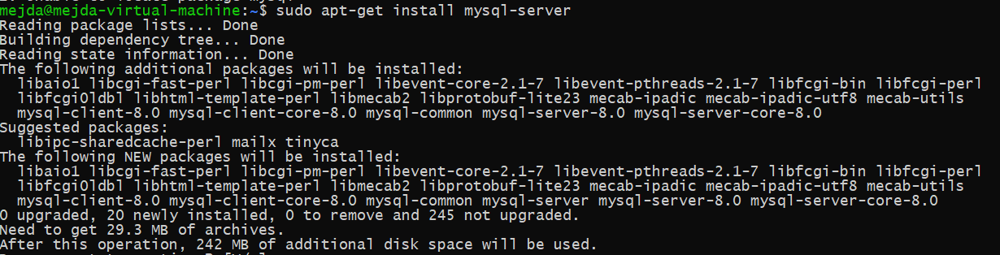 mejda@mejda-virtual-machine:~$ sudo apt-get install mysql-server
Reading package lists... Done
Building dependency tree... Done
Reading state information... Done
The following additional packages will be installed:
  libaio1 libcgi-fast-perl libcgi-pm-perl libevent-core-2.1-7 libevent-pthreads-2.1-7 libfcgi-bin libfcgi-perl
  libfcgi0ldbl libhtml-template-perl libmecab2 libprotobuf-lite23 mecab-ipadic mecab-ipadic-utf8 mecab-utils
  mysql-client-8.0 mysql-client-core-8.0 mysql-common mysql-server-8.0 mysql-server-core-8.0
Suggested packages:
  libipc-sharedcache-perl mailx tinyca
The following NEW packages will be installed:
  libaio1 libcgi-fast-perl libcgi-pm-perl libevent-core-2.1-7 libevent-pthreads-2.1-7 libfcgi-bin libfcgi-perl
  libfcgi0ldbl libhtml-template-perl libmecab2 libprotobuf-lite23 mecab-ipadic mecab-ipadic-utf8 mecab-utils
  mysql-client-8.0 mysql-client-core-8.0 mysql-common mysql-server mysql-server-8.0 mysql-server-core-8.0
0 upgraded, 20 newly installed, 0 to remove and 245 not upgraded.
Need to get 29.3 MB of archives.
After this operation, 242 MB of additional disk space will be used.